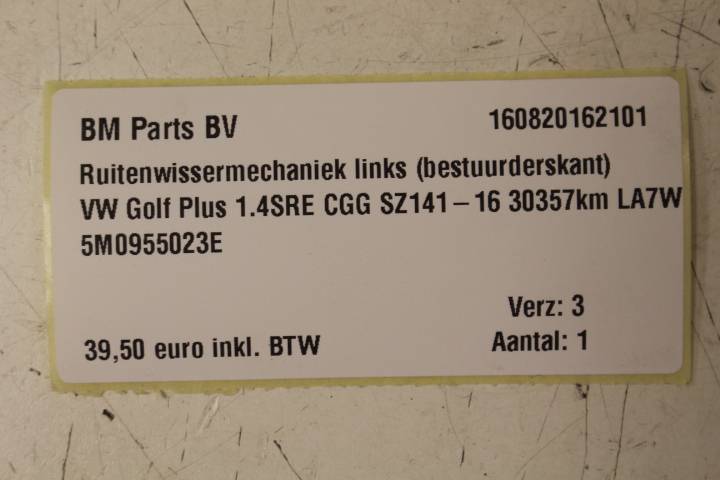 BM Parts BV 160820162101
Ruitenwissermechaniek links (bestuurderskant)
VW Golf Plus 1.4SRE CGG SZ141-16 30357km LA7W
5M0955023E
Verz: 3
39,50 euro inkl. BTW Aantal: 1